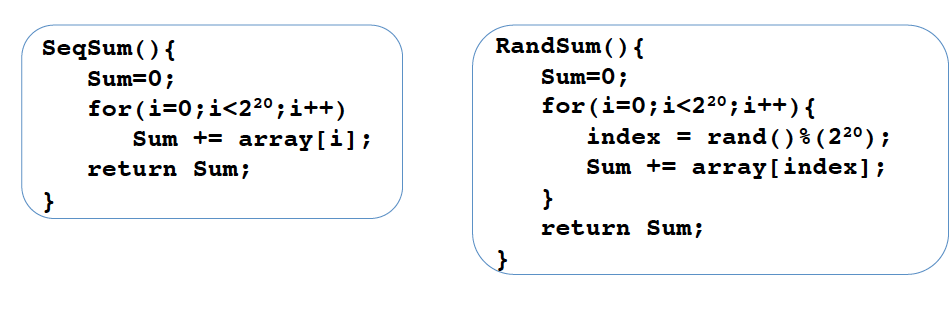 SeqSum(){
Sum=0;
for(i=0;i<2²⁰;i++)
Sum += array[i];
return Sum;
}
RandSum(){
Sum=0;
for(i=0;i<2²⁰;i++){
index = rand()%(2²⁰);
Sum += array[index];
}
return Sum;
}